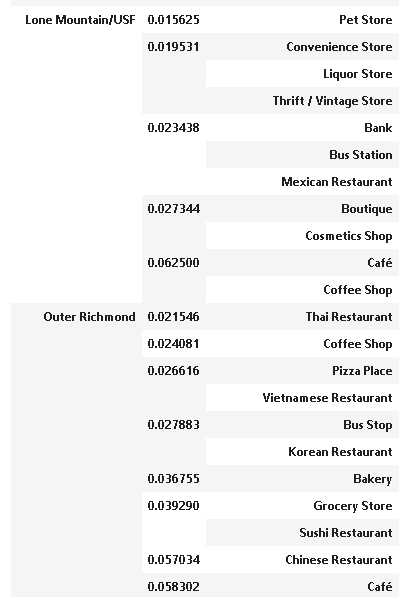 Lone Mountain/USF 0.015625 Pet Store
0.019531 Convenience Store
Liquor Store
Thrift / Vintage Store
0.023438 Bank
Bus Station
Mexican Restaurant
0.027344 Boutique
Cosmetics Shop
0.062500 Café
Coffee Shop
Outer Richmond 0.021546 Thai Restaurant
0.024081 Coffee Shop
0.026616 Pizza Place
Vietnamese Restaurant
0.027883 Bus Stop
Korean Restaurant
0.036755 Bakery
0.039290 Grocery Store
Sushi Restaurant
0.057034 Chinese Restaurant
0.058302 Café